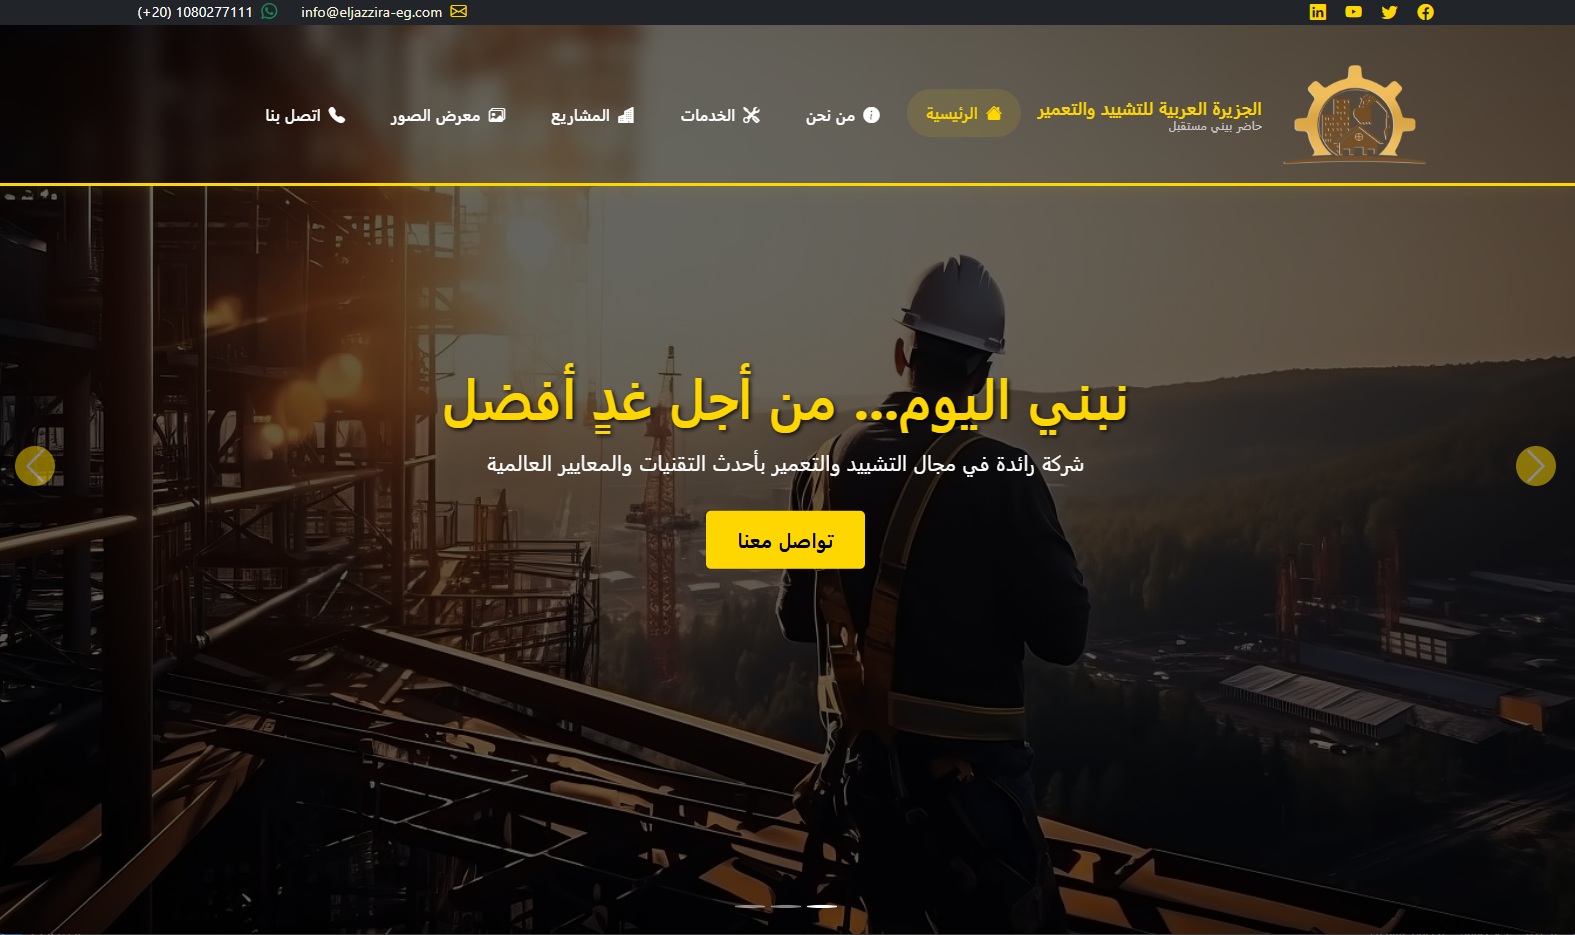 info@eljazzira-eg.com
(+20) 1080277111
الجزيرة العربية للتشييد والتعمير
حاضر يبني مستقبل
الرئيسية
من نحن
الخدمات
المشاريع
معرض الصور
اتصل بنا
نبني اليوم... من أجل غدٍ أفضل
شركة رائدة في مجال التشييد والتعمير بأحدث التقنيات والمعايير العالمية
تواصل معنا